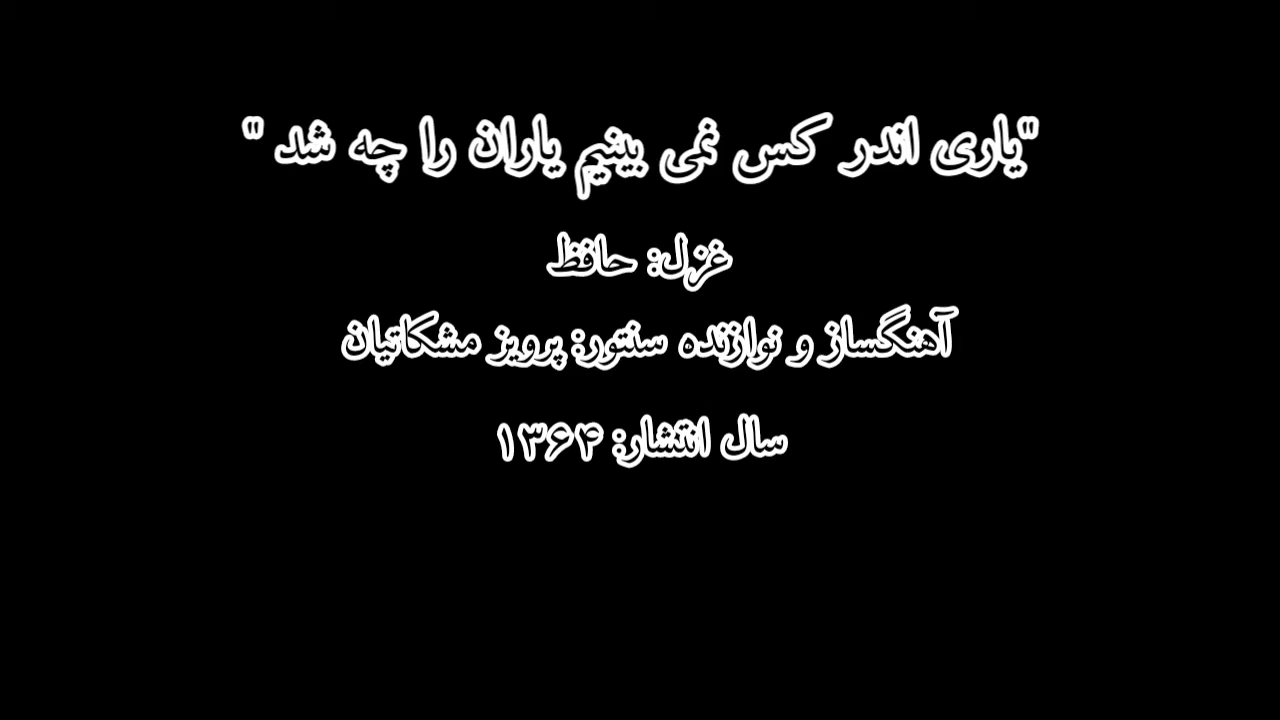 "یاری اندر کس نمی بینیم یاران را چه شد "
غزل: حافظ
آهنگساز و نوازنده سنتور: پرویز مشکاتیان
سال انتشار: ۱۳۶۴